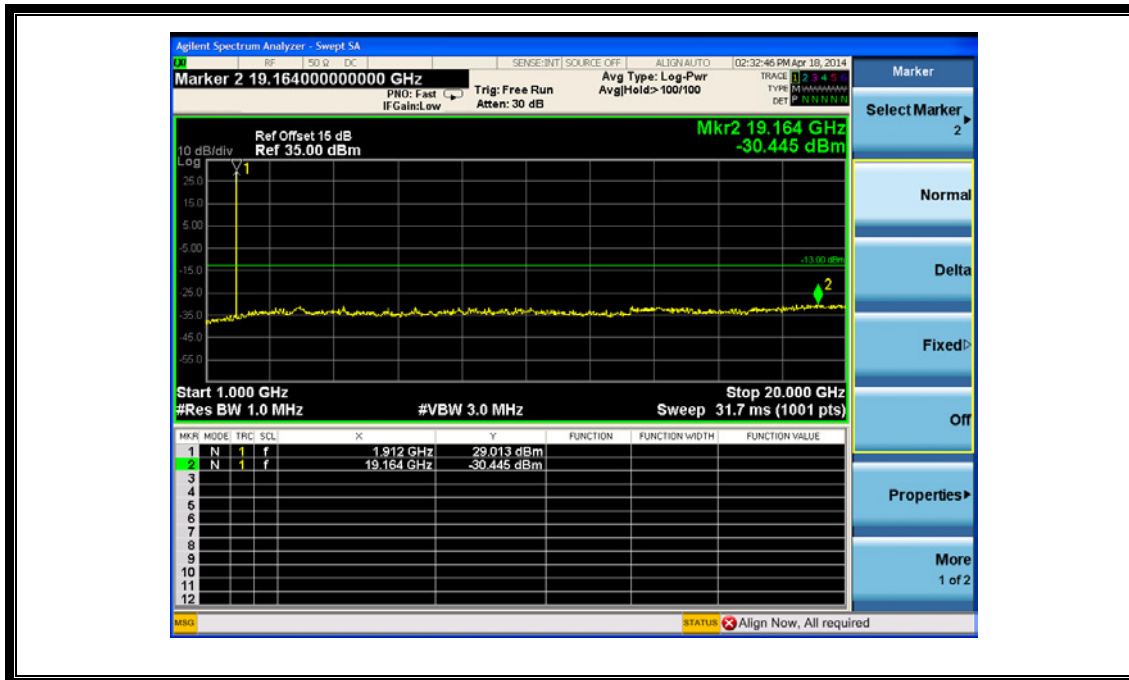 Agilent Spectrum Analyzer - Swept SA
RF 50 Ω DC SENSE:INT SOURCE OFF ALIGN AUTO 02:32:46 PM Apr 18, 2014
Marker 2 19.164000000000 GHz
PNO: Fast
IFGain:Low
Trig: Free Run
Atten: 30 dB
Avg Type: Log-Pwr
Avg|Hold:> 100/100
TRACE 1 2 3 4 5 6
TYPE M
DET P N N N N N
Ref Offset 15 dB
10 dB/div Ref 35.00 dBm
Mkr2 19.164 GHz
-30.445 dBm
Log
1
25.0
15.0
5.00
-5.00
-13.00 dBm
-15.0
2
-25.0
-35.0
-45.0
-55.0
Start 1.000 GHz Stop 20.000 GHz
#Res BW 1.0 MHz #VBW 3.0 MHz Sweep 31.7 ms (1001 pts)
MKR MODE TRC SCL X Y FUNCTION FUNCTION WIDTH FUNCTION VALUE
1 N 1 f 1.912 GHz 29.013 dBm
2 N 1 f 19.164 GHz -30.445 dBm
3
4
5
6
7
8
9
10
11
12
MSG STATUS Align Now, All required
Marker
Select Marker
2
Normal
Delta
Fixed
Off
Properties
More
1 of 2